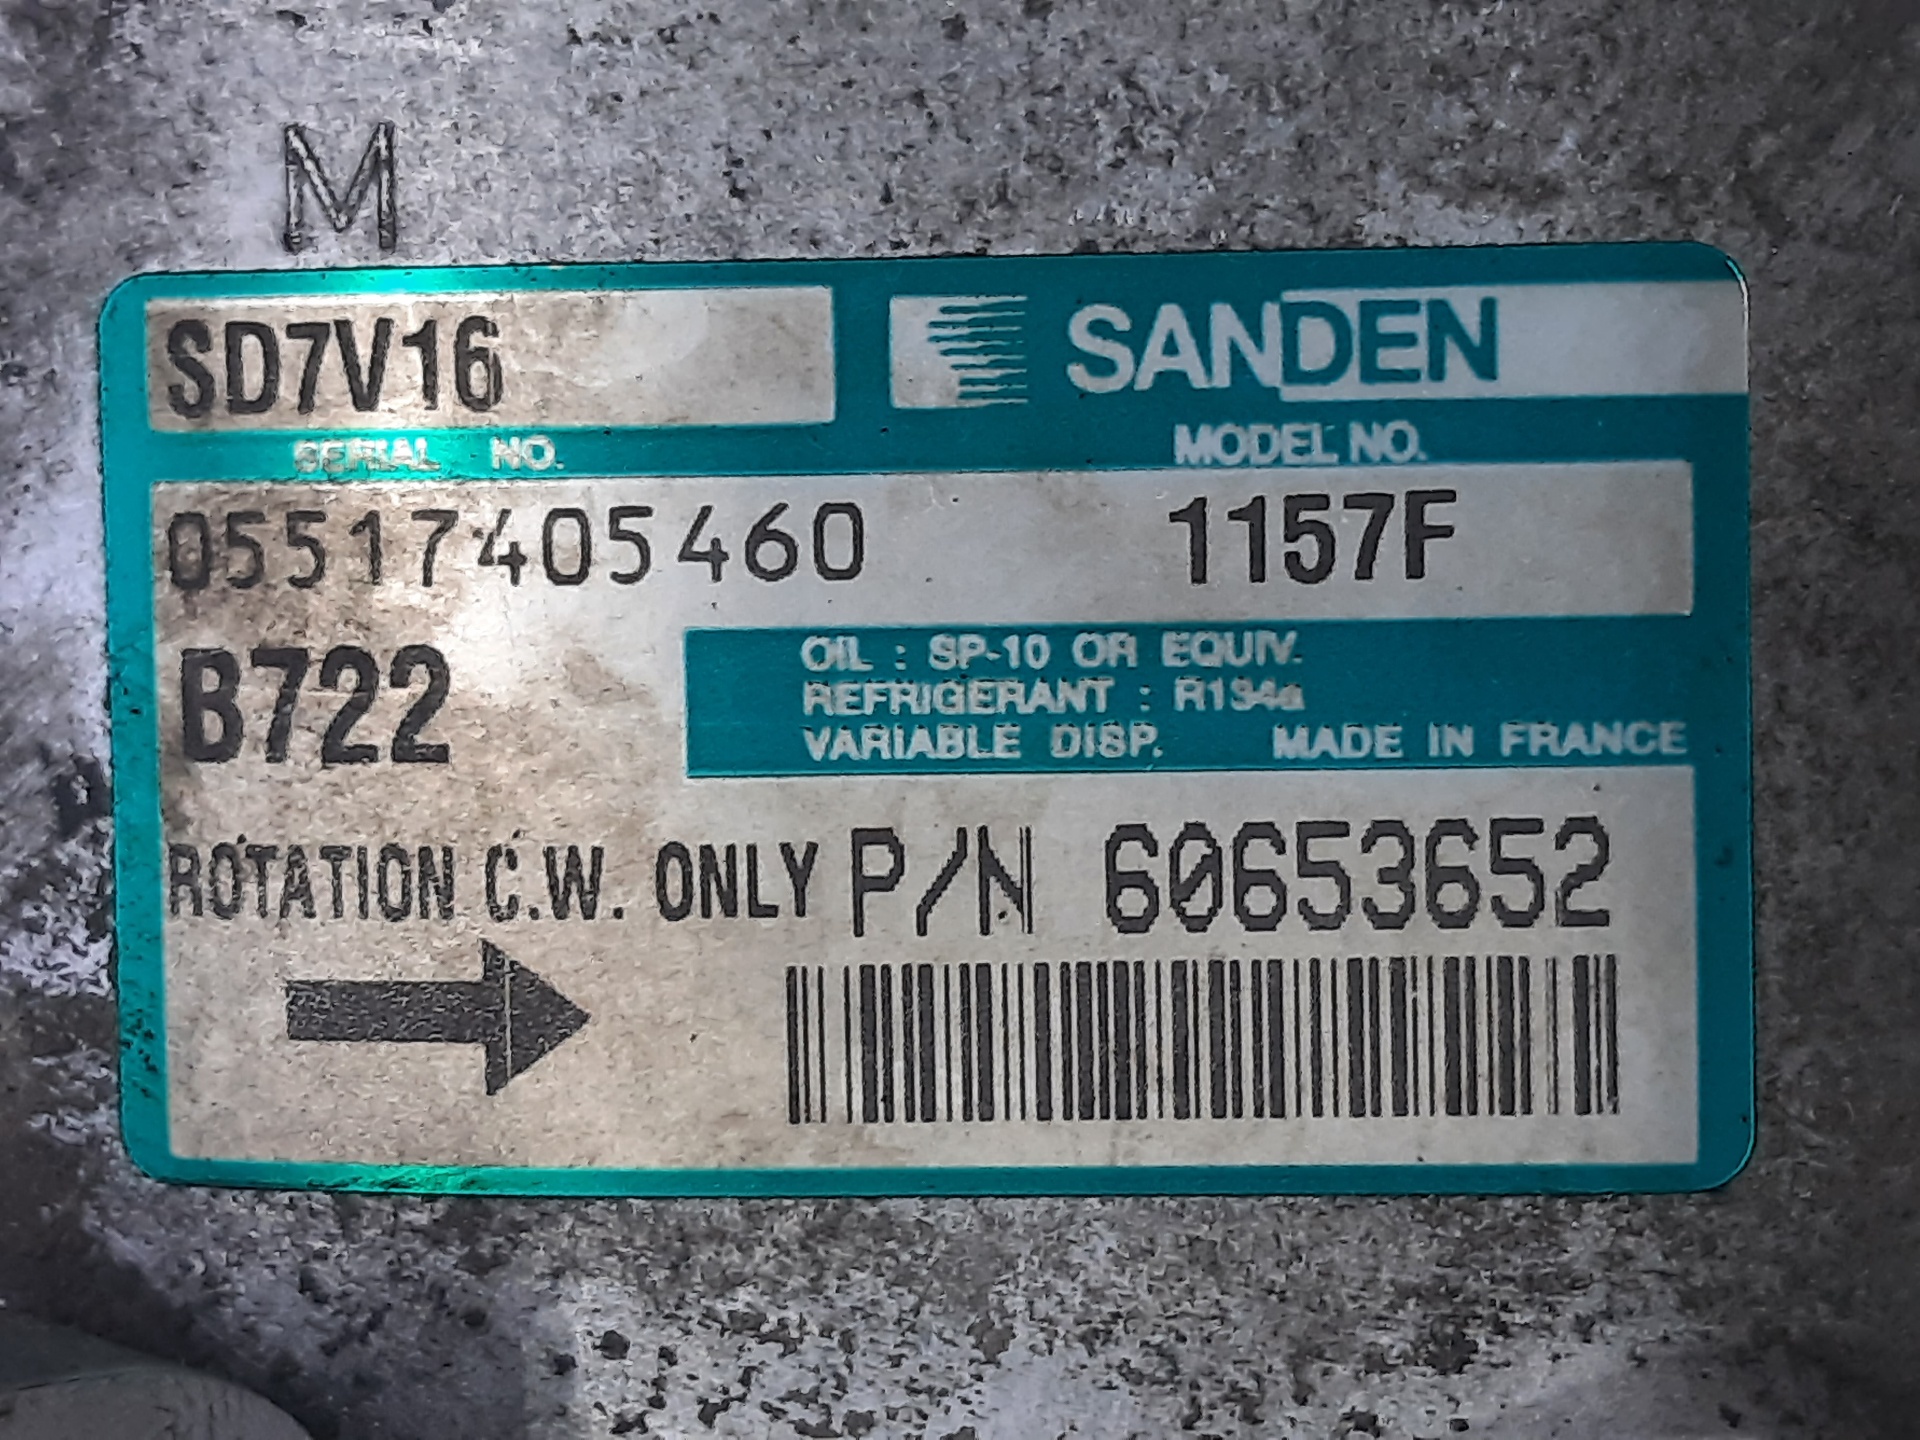 M
SD7V16
SANDEN
SERIAL NO.
MODEL NO.
05517405460
1157F
B722
OIL : SP-10 OR EQUIV.
REFRIGERANT : R134a
VARIABLE DISP. MADE IN FRANCE
ROTATION C.W. ONLY P/N 60653652